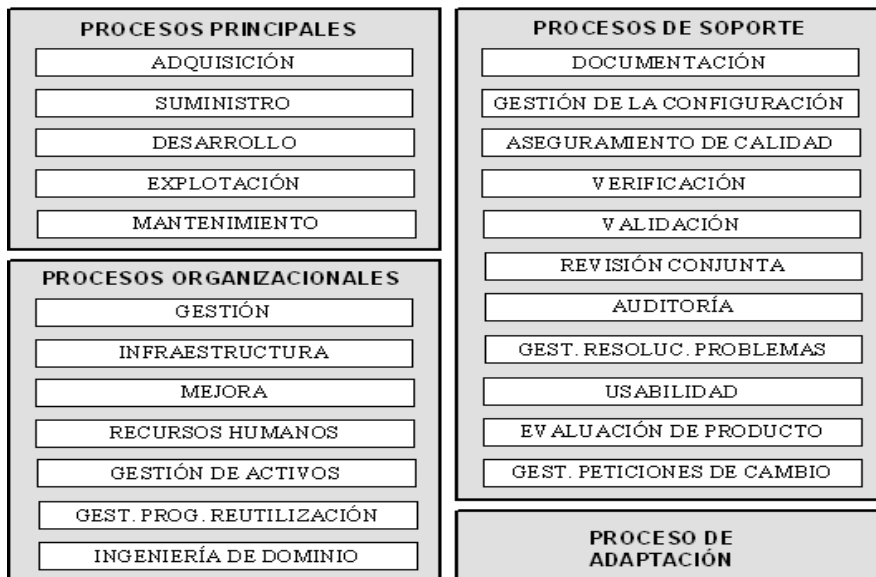 PROCESOS PRINCIPALES
ADQUISICIÓN
SUMINISTRO
DESARROLLO
EXPLOTACIÓN
MANTENIMIENTO
PROCESOS ORGANIZACIONALES
GESTIÓN
INFRAESTRUCTURA
MEJORA
RECURSOS HUMANOS
GESTIÓN DE ACTIVOS
GEST. PROG. REUTILIZACIÓN
INGENIERÍA DE DOMINIO
PROCESOS DE SOPORTE
DOCUMENTACIÓN
GESTIÓN DE LA CONFIGURACIÓN
ASEGURAMIENTO DE CALIDAD
VERIFICACIÓN
VALIDACIÓN
REVISIÓN CONJUNTA
AUDITORÍA
GEST. RESOLUC. PROBLEMAS
USABILIDAD
EVALUACIÓN DE PRODUCTO
GEST. PETICIONES DE CAMBIO
PROCESO DE
ADAPTACIÓN